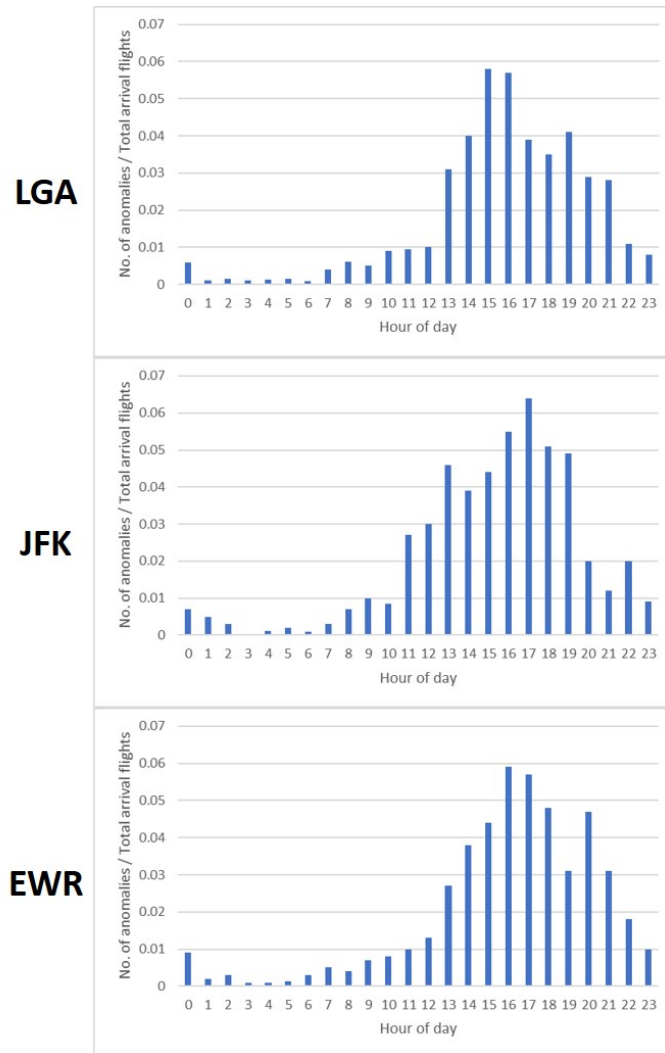 LGA
No. of anomalies / Total arrival flights
0.07
0.06
0.05
0.04
0.03
0.02
0.01
0
0 1 2 3 4 5 6 7 8 9 10 11 12 13 14 15 16 17 18 19 20 21 22 23
Hour of day
JFK
No. of anomalies / Total arrival flights
0.07
0.06
0.05
0.04
0.03
0.02
0.01
0
0 1 2 3 4 5 6 7 8 9 10 11 12 13 14 15 16 17 18 19 20 21 22 23
Hour of day
EWR
No. of anomalies / Total arrival flights
0.07
0.06
0.05
0.04
0.03
0.02
0.01
0
0 1 2 3 4 5 6 7 8 9 10 11 12 13 14 15 16 17 18 19 20 21 22 23
Hour of day